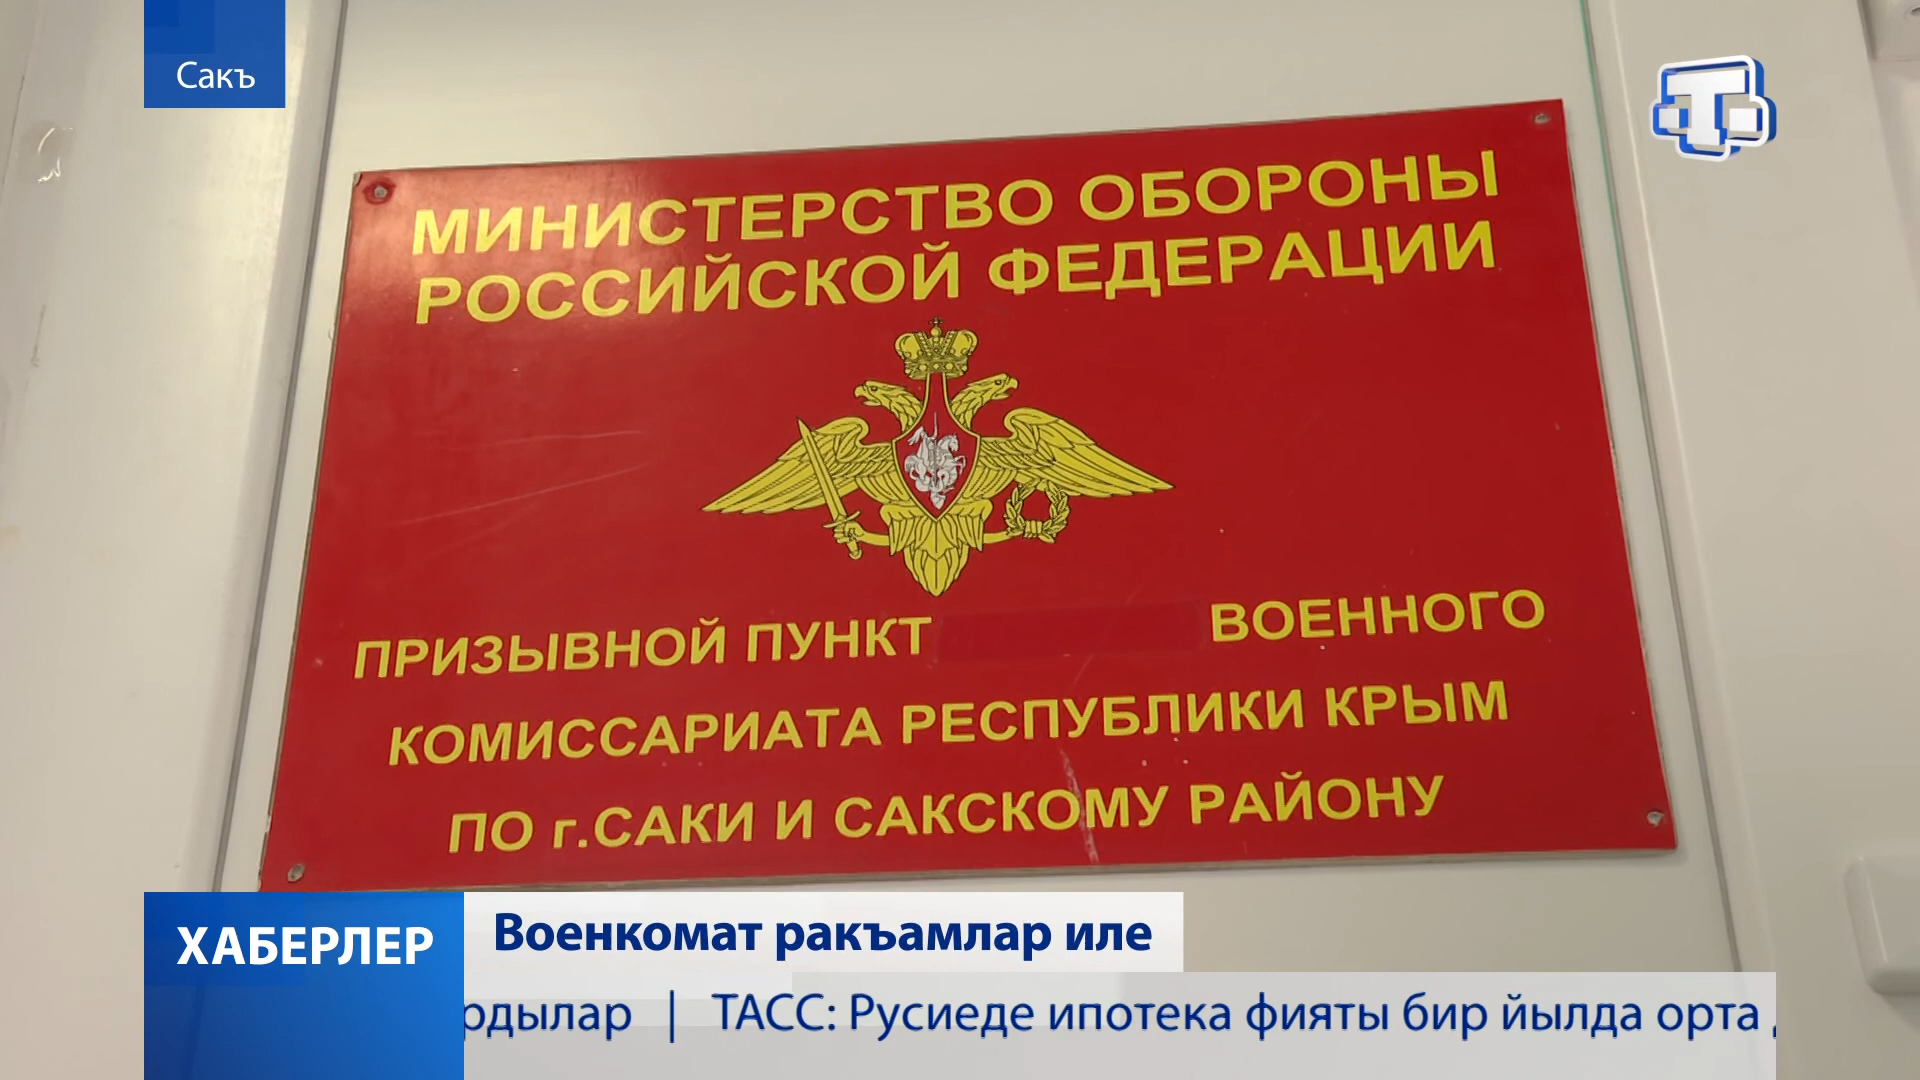 Сакъ
МИНИСТЕРСТВО ОБОРОНЫ
РОССИЙСКОЙ ФЕДЕРАЦИИ
ПРИЗЫВНОЙ ПУНКТ ВОЕННОГО
КОМИССАРИАТА РЕСПУБЛИКИ КРЫМ
ПО г.САКИ И САКСКОМУ РАЙОНУ
ХАБЕРЛЕР
Военкомат ракъамлар иле
рдылар | ТАСС: Русиеде ипотека фияты бир йылда орта